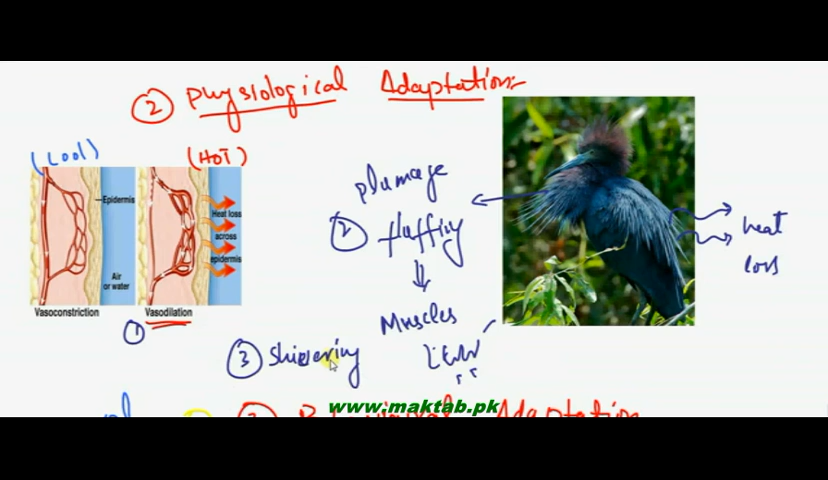 ② Physiological Adaptations
(Cool) (HOT)
Epidermis
Heat loss
across
epidermis
Air
or water
Vasoconstriction Vasodilation
①
plumage
② fluffing
heat
loss
Muscles
③ Shivering
www.maktab.pk
Adaptation